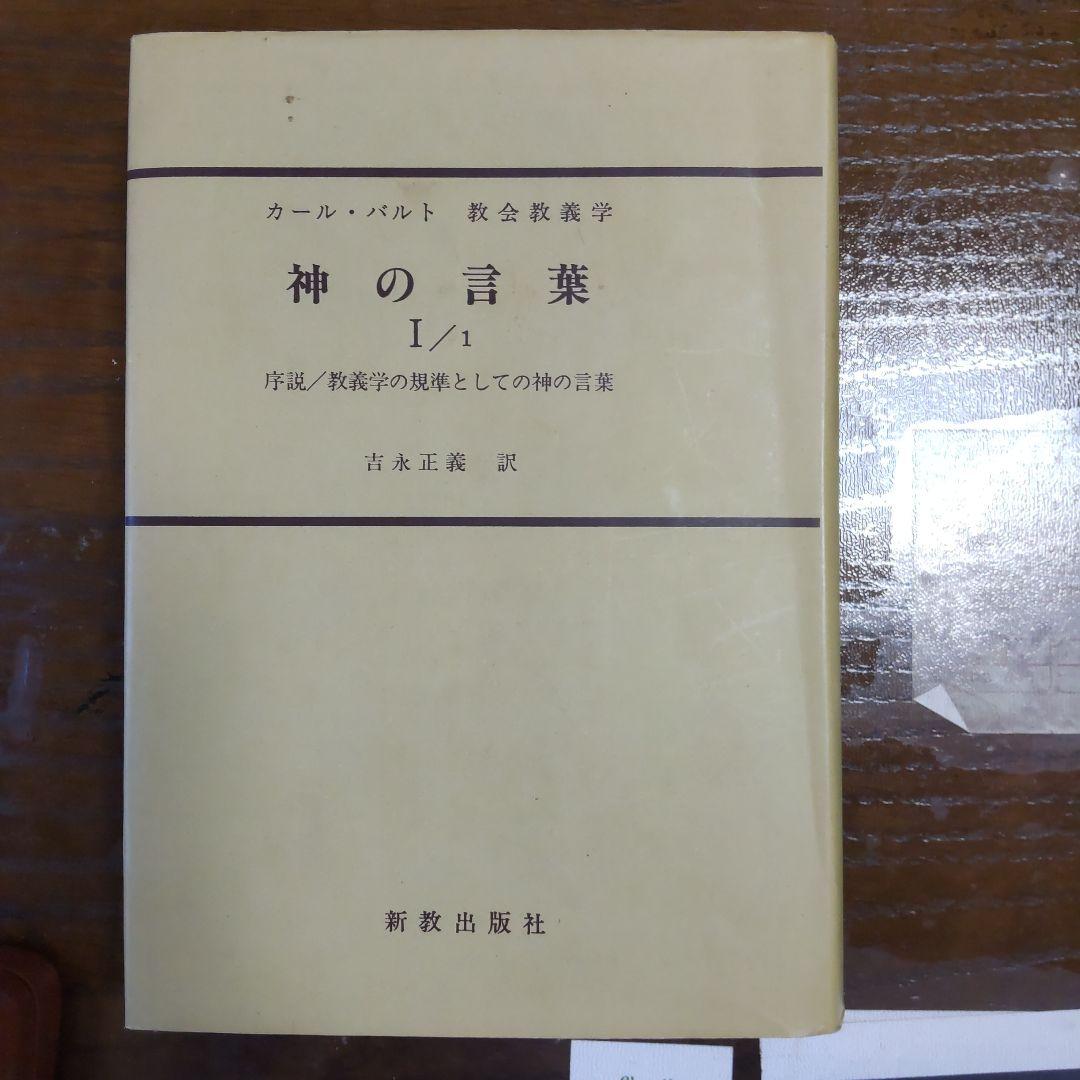 カール・バルト 教会教義学
神の言葉
I/1
序説/教義学の規準としての神の言葉
吉永正義 訳
新教出版社